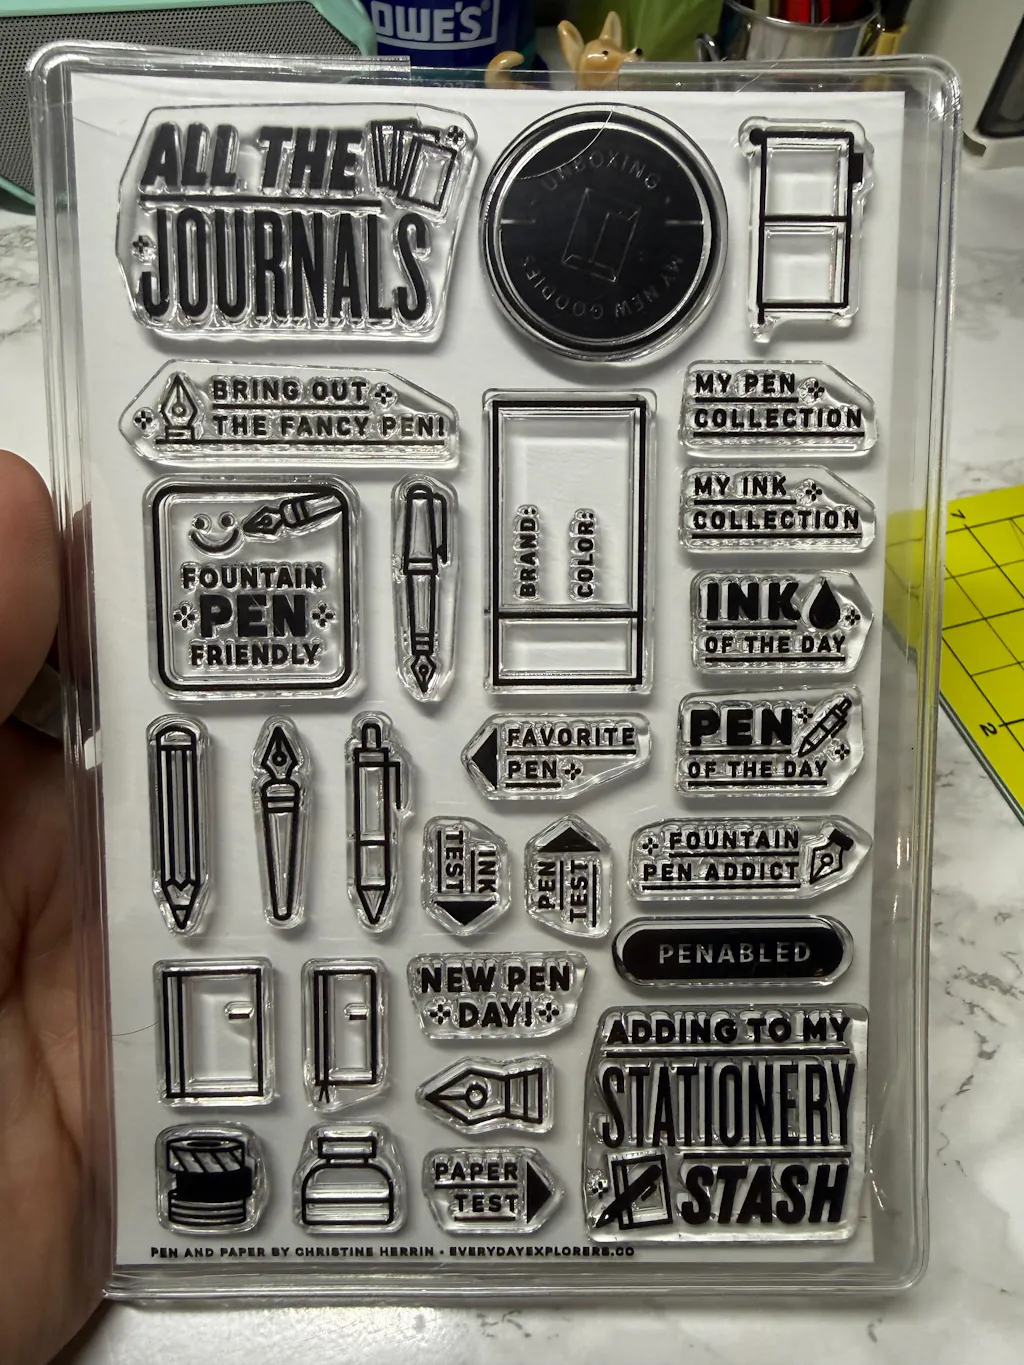 OWE'S
ALL THE
JOURNALS
UNBOXING
MY NEW GOODIES
BRING OUT
THE FANCY PEN!
MY PEN
COLLECTION
BRAND:
COLOR:
MY INK
COLLECTION
FOUNTAIN
PEN
FRIENDLY
INK
OF THE DAY
FAVORITE
PEN
PEN
OF THE DAY
INK
TEST
PEN
TEST
FOUNTAIN
PEN ADDICT
PENABLED
NEW PEN
DAY!
ADDING TO MY
STATIONERY
STASH
PAPER
TEST
PEN AND PAPER BY CHRISTINE HERRIN • EVERYDAYEXPLORERS.CO
1
2